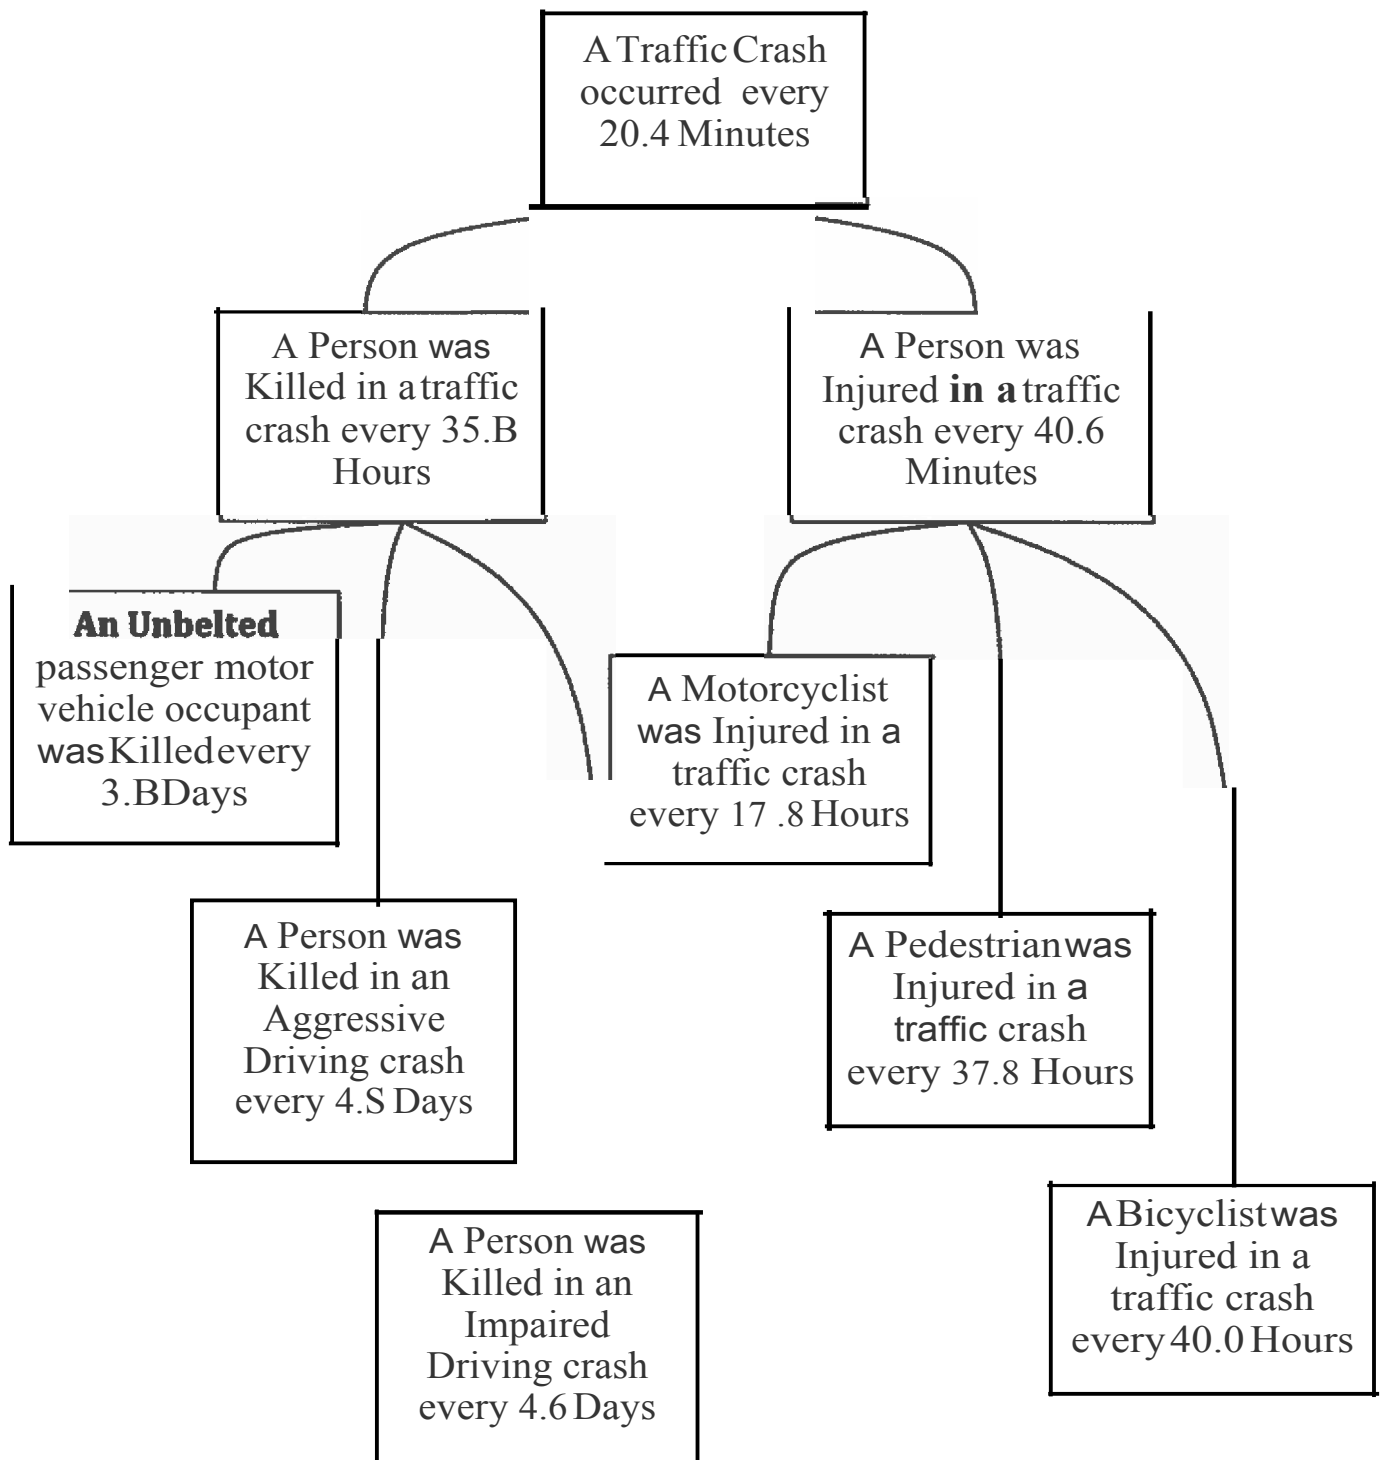 A Traffic Crash
occurred every
20.4 Minutes
A Person was
Killed in a traffic
crash every 35.B
Hours
A Person was
Injured in a traffic
crash every 40.6
Minutes
An Unbelted
passenger motor
vehicle occupant
was Killed every
3.B Days
A Motorcyclist
was Injured in a
traffic crash
every 17 .8 Hours
A Person was
Killed in an
Aggressive
Driving crash
every 4.S Days
A Pedestrian was
Injured in a
traffic crash
every 37.8 Hours
A Person was
Killed in an
Impaired
Driving crash
every 4.6 Days
A Bicyclist was
Injured in a
traffic crash
every 40.0 Hours